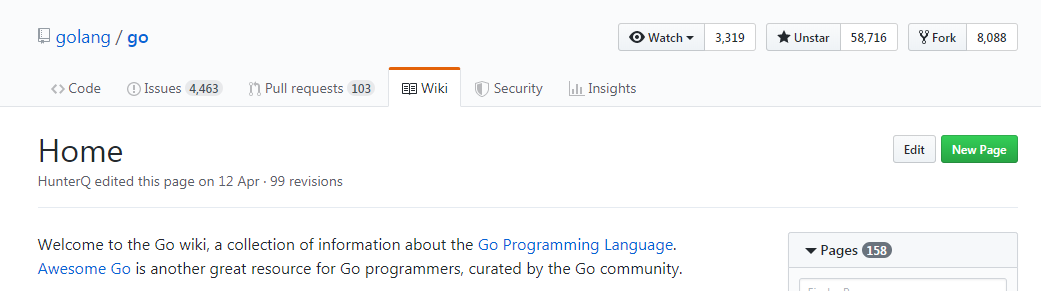 golang / go
Watch 3,319 Unstar 58,716 Fork 8,088
Code Issues 4,463 Pull requests 103 Wiki Security Insights
Home
Edit New Page
HunterQ edited this page on 12 Apr · 99 revisions
Welcome to the Go wiki, a collection of information about the Go Programming Language.
Awesome Go is another great resource for Go programmers, curated by the Go community.
Pages 158